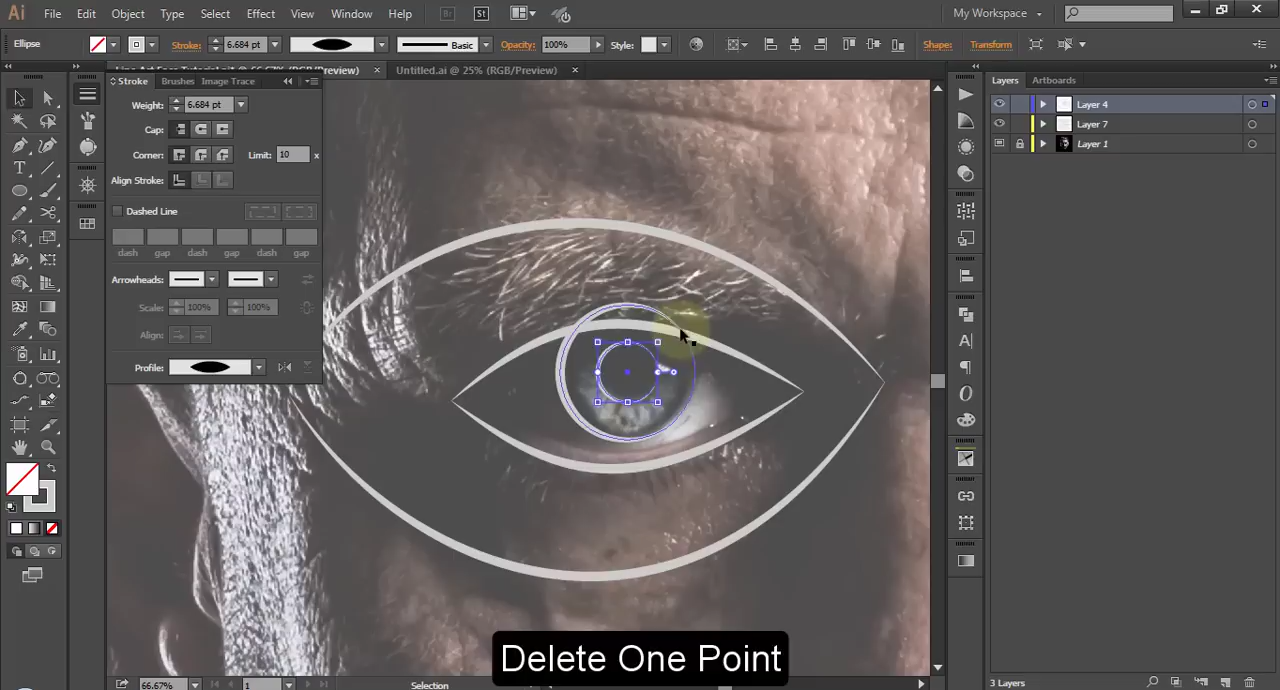 Ai File Edit Object Type Select Effect View Window Help Br St My Workspace
Ellipse Stroke: 6.684 pt Basic Opacity: 100% Style: Shape: Transform
Untitled.ai @ 25% (RGB/Preview)
Stroke Brushes Image Trace
Weight: 6.684 pt
Cap:
Corner: Limit: 10 x
Align Stroke:
Dashed Line
dash gap dash gap dash gap
Arrowheads:
Scale: 100% 100%
Align:
Profile:
Layers Artboards
Layer 4
Layer 7
Layer 1
Delete One Point
66.67% 1 Selection
3 Layers